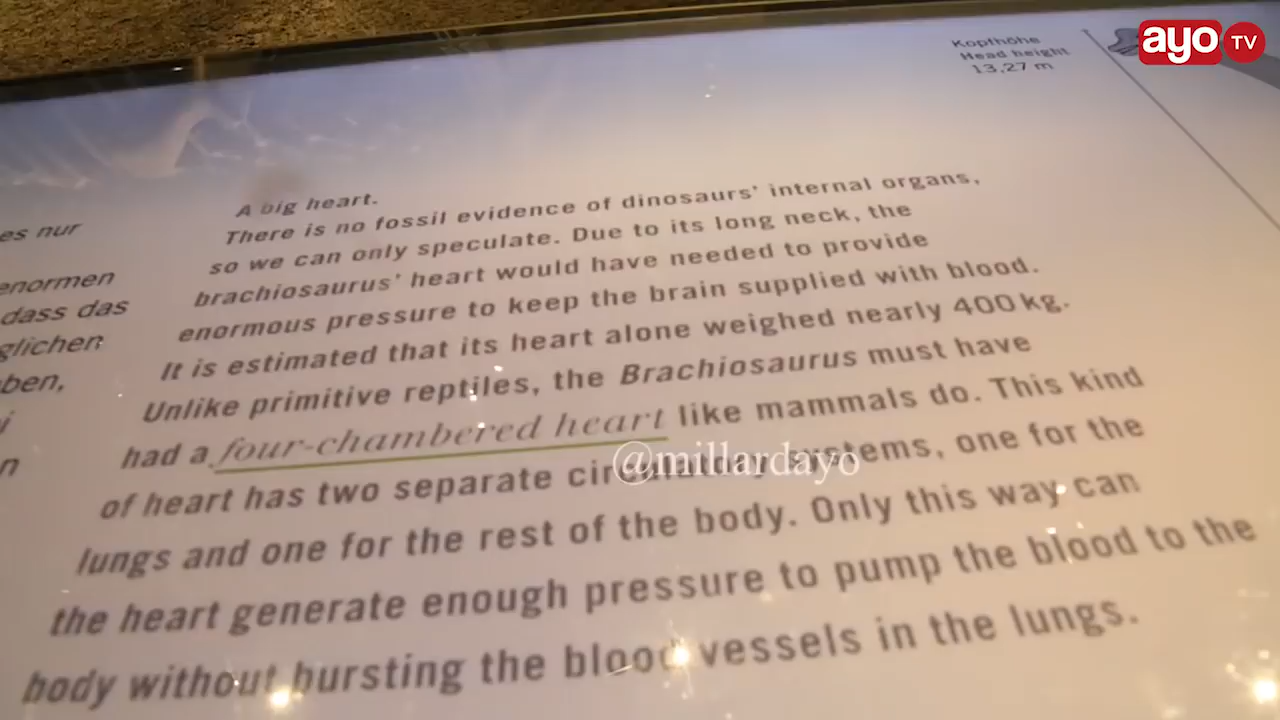 ayo TV
Kopfhöhe
Head height
13,27 m
es nur
enormen
dass das
glichen
ben,
i
n
A big heart.
There is no fossil evidence of dinosaurs' internal organs,
so we can only speculate. Due to its long neck, the
brachiosaurus' heart would have needed to provide
enormous pressure to keep the brain supplied with blood.
It is estimated that its heart alone weighed nearly 400 kg.
Unlike primitive reptiles, the Brachiosaurus must have
had a four-chambered heart like mammals do. This kind
of heart has two separate circulatory systems, one for the
lungs and one for the rest of the body. Only this way can
the heart generate enough pressure to pump the blood to the
body without bursting the blood vessels in the lungs.
@millardayo